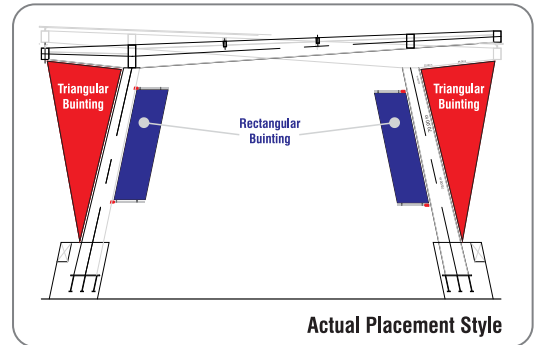 Triangular
Buinting
Triangular
Buinting
Rectangular
Buinting
Actual Placement Style